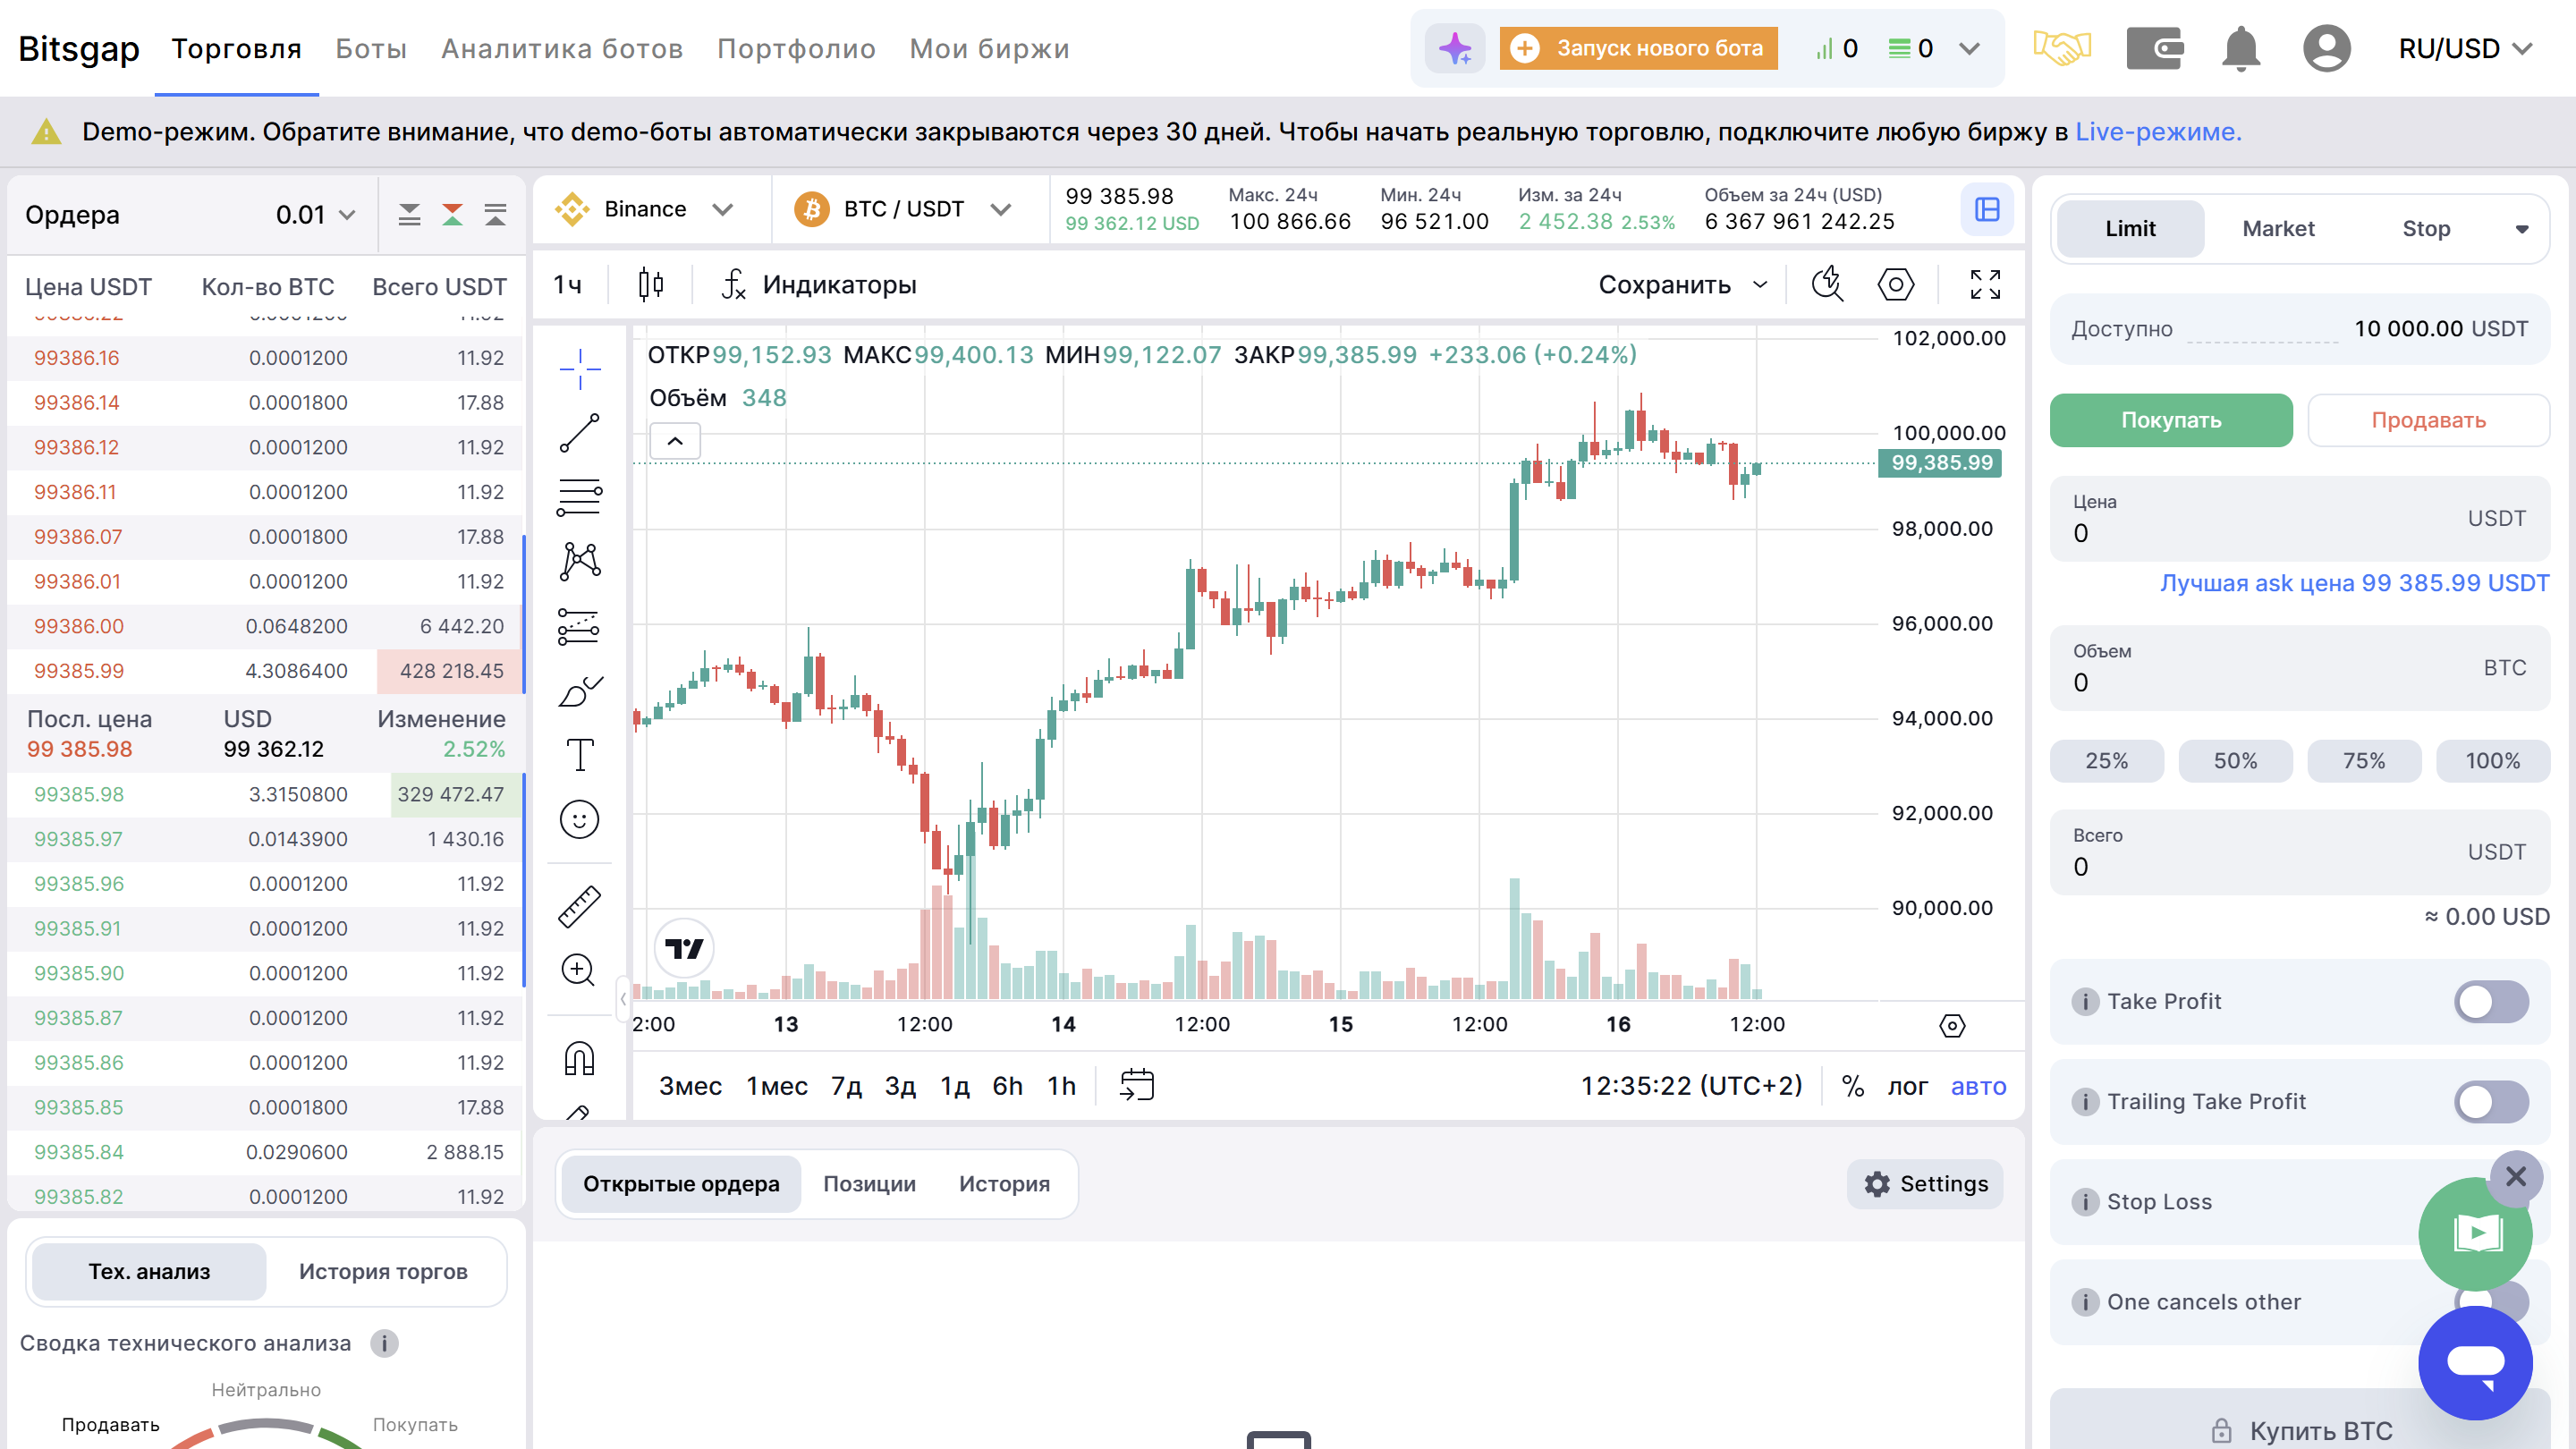 Bitsgap Торговля Боты Аналитика ботов Портфолио Мои биржи Запуск нового бота 0 0 RU/USD
Demo-режим. Обратите внимание, что demo-боты автоматически закрываются через 30 дней. Чтобы начать реальную торговлю, подключите любую биржу в Live-режиме.
Ордера 0.01
Цена USDT Кол-во BTC Всего USDT
99386.16 0.0001200 11.92
99386.14 0.0001800 17.88
99386.12 0.0001200 11.92
99386.11 0.0001200 11.92
99386.07 0.0001800 17.88
99386.01 0.0001200 11.92
99386.00 0.0648200 6 442.20
99385.99 4.3086400 428 218.45
Посл. цена USD Изменение
99 385.98 99 362.12 2.52%
99385.98 3.3150800 329 472.47
99385.97 0.0143900 1 430.16
99385.96 0.0001200 11.92
99385.91 0.0001200 11.92
99385.90 0.0001200 11.92
99385.87 0.0001200 11.92
99385.86 0.0001200 11.92
99385.85 0.0001800 17.88
99385.84 0.0290600 2 888.15
99385.82 0.0001200 11.92
Тех. анализ История торгов
Сводка технического анализа
Нейтрально
Продавать Покупать
Binance BTC / USDT
99 385.98 Макс. 24ч Мин. 24ч Изм. за 24ч Объем за 24ч (USD)
99 362.12 USD 100 866.66 96 521.00 2 452.38 2.53% 6 367 961 242.25
1ч Индикаторы Сохранить
ОТКР99,152.93 МАКС99,400.13 МИН99,122.07 ЗАКР99,385.99 +233.06 (+0.24%)
Объём 348
102,000.00
100,000.00
99,385.99
98,000.00
96,000.00
94,000.00
92,000.00
90,000.00
2:00 13 12:00 14 12:00 15 12:00 16 12:00
3мес 1мес 7д 3д 1д 6h 1h 12:35:22 (UTC+2) % лог авто
Открытые ордера Позиции История Settings
Limit Market Stop
Доступно 10 000.00 USDT
Покупать Продавать
Цена
0 USDT
Лучшая ask цена 99 385.99 USDT
Объем
0 BTC
25% 50% 75% 100%
Всего
0 USDT
≈ 0.00 USD
Take Profit
Trailing Take Profit
Stop Loss
One cancels other
Купить BTC